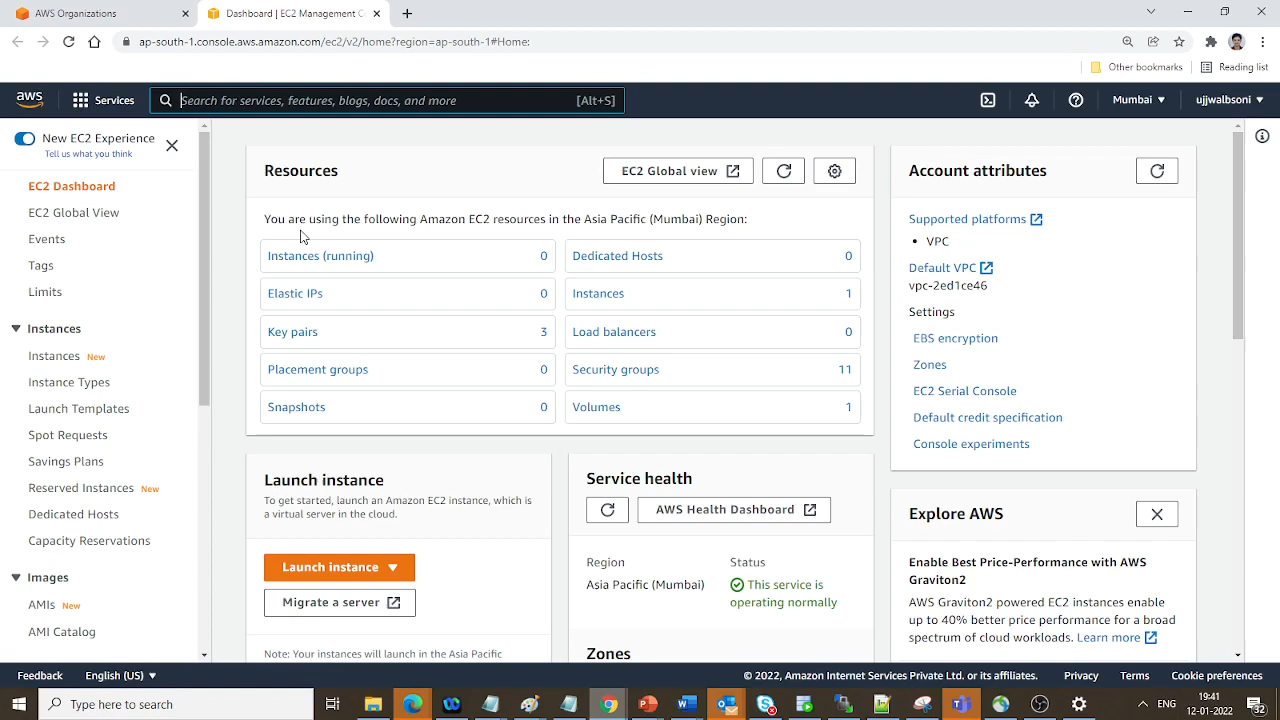 AWS Organizations
Dashboard | EC2 Management C
ap-south-1.console.aws.amazon.com/ec2/v2/home?region=ap-south-1#Home:
Other bookmarks
Reading list
aws
Services
Search for services, features, blogs, docs, and more
[Alt+S]
Mumbai
ujjwalbsoni
New EC2 Experience
Tell us what you think
EC2 Dashboard
EC2 Global View
Events
Tags
Limits
Instances
Instances New
Instance Types
Launch Templates
Spot Requests
Savings Plans
Reserved Instances New
Dedicated Hosts
Capacity Reservations
Images
AMIs New
AMI Catalog
Resources
EC2 Global view
You are using the following Amazon EC2 resources in the Asia Pacific (Mumbai) Region:
Instances (running) 0
Dedicated Hosts 0
Elastic IPs 0
Instances 1
Key pairs 3
Load balancers 0
Placement groups 0
Security groups 11
Snapshots 0
Volumes 1
Launch instance
To get started, launch an Amazon EC2 instance, which is
a virtual server in the cloud.
Launch instance
Migrate a server
Note: Your instances will launch in the Asia Pacific
Service health
AWS Health Dashboard
Region
Status
Asia Pacific (Mumbai)
This service is
operating normally
Zones
Account attributes
Supported platforms
• VPC
Default VPC
vpc-2ed1ce46
Settings
EBS encryption
Zones
EC2 Serial Console
Default credit specification
Console experiments
Explore AWS
Enable Best Price-Performance with AWS
Graviton2
AWS Graviton2 powered EC2 instances enable
up to 40% better price performance for a broad
spectrum of cloud workloads. Learn more
Feedback
English (US)
© 2022, Amazon Internet Services Private Ltd. or its affiliates.
Privacy
Terms
Cookie preferences
Type here to search
ENG
19:41
12-01-2022